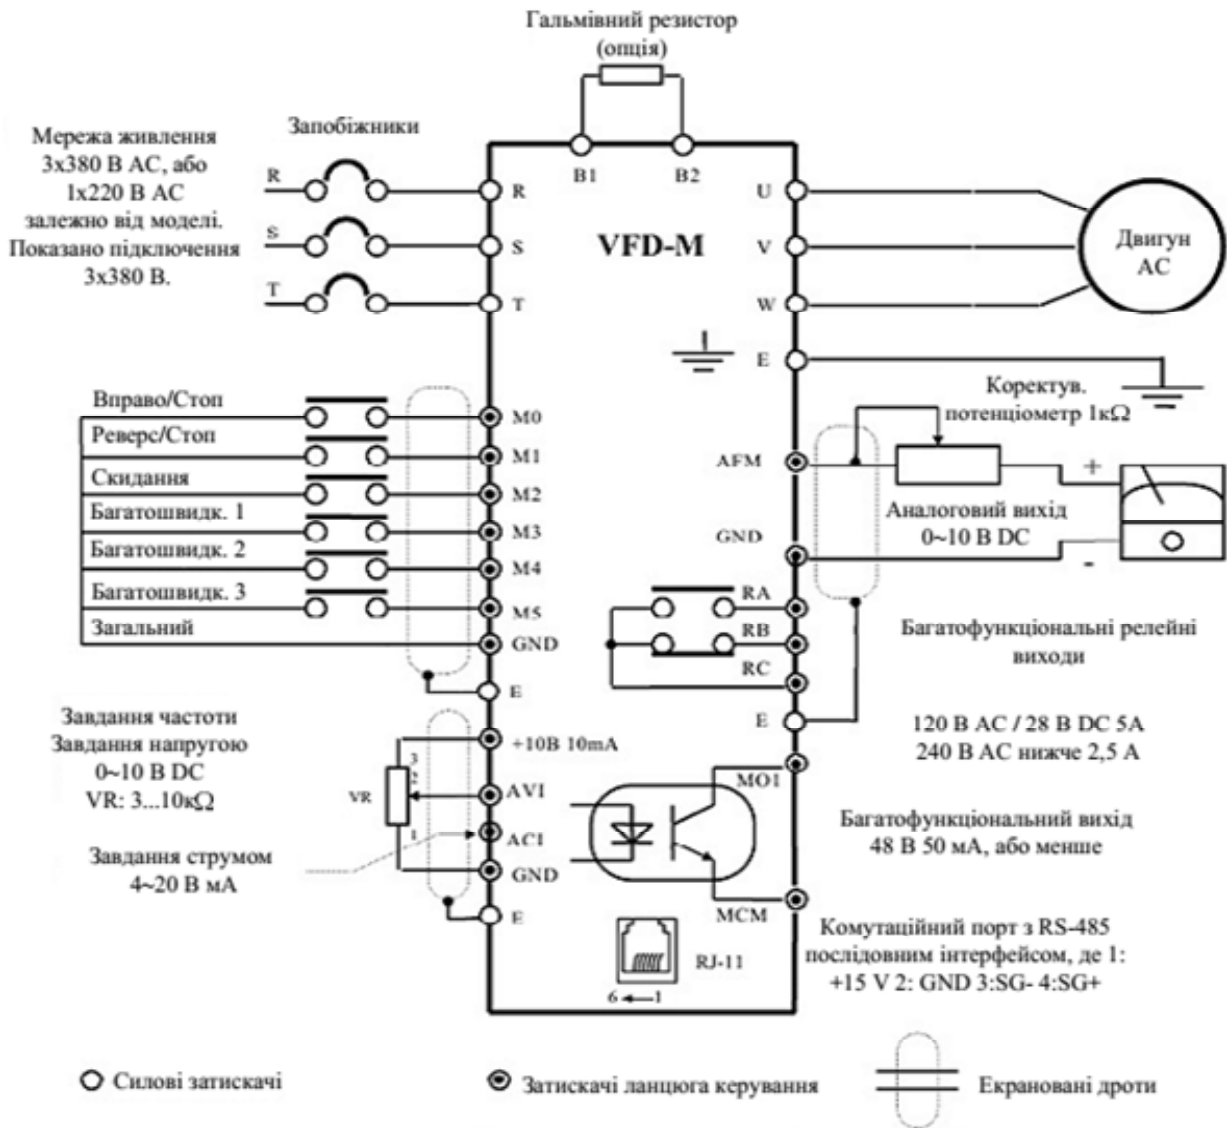 Гальмівний резистор
(опція)
Мережа живлення
3x380 В АС, або
1x220 В АС
залежно від моделі.
Показано підключення
3x380 В.
Запобіжники
R
S
T
R
S
T
B1
B2
VFD-M
U
V
W
E
Двигун
АС
Вправо/Стоп
Реверс/Стоп
Скидання
Багатошвидк. 1
Багатошвидк. 2
Багатошвидк. 3
Загальний
M0
M1
M2
M3
M4
M5
GND
E
Коректув.
потенціометр 1кΩ
AFM
+
Аналоговий вихід
0~10 В DC
GND
-
RA
RB
RC
E
Багатофункціональні релейні
виходи
120 В АС / 28 В DC 5А
240 В АС нижче 2,5 А
Завдання частоти
Завдання напругою
0~10 В DC
VR: 3...10кΩ
Завдання струмом
4~20 В мА
VR
3
2
1
+10В 10mA
AVI
ACI
GND
E
MO1
MCM
Багатофункціональний вихід
48 В 50 мА, або менше
RJ-11
6
1
Комутаційний порт з RS-485
послідовним інтерфейсом, де 1:
+15 V 2: GND 3:SG- 4:SG+
Силові затискачі
Затискачі ланцюга керування
Екрановані дроти